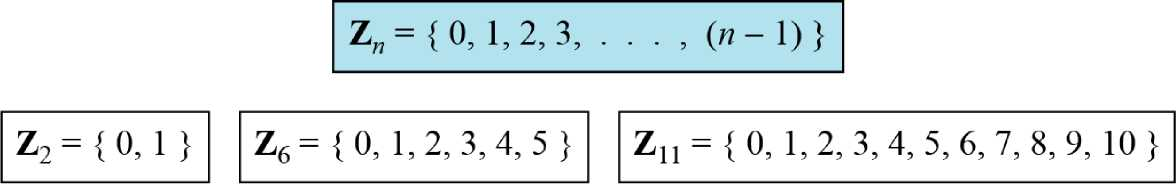 Zn = { 0, 1, 2, 3, . . . , (n – 1) }
Z2 = { 0, 1 }
Z6 = { 0, 1, 2, 3, 4, 5 }
Z11 = { 0, 1, 2, 3, 4, 5, 6, 7, 8, 9, 10 }